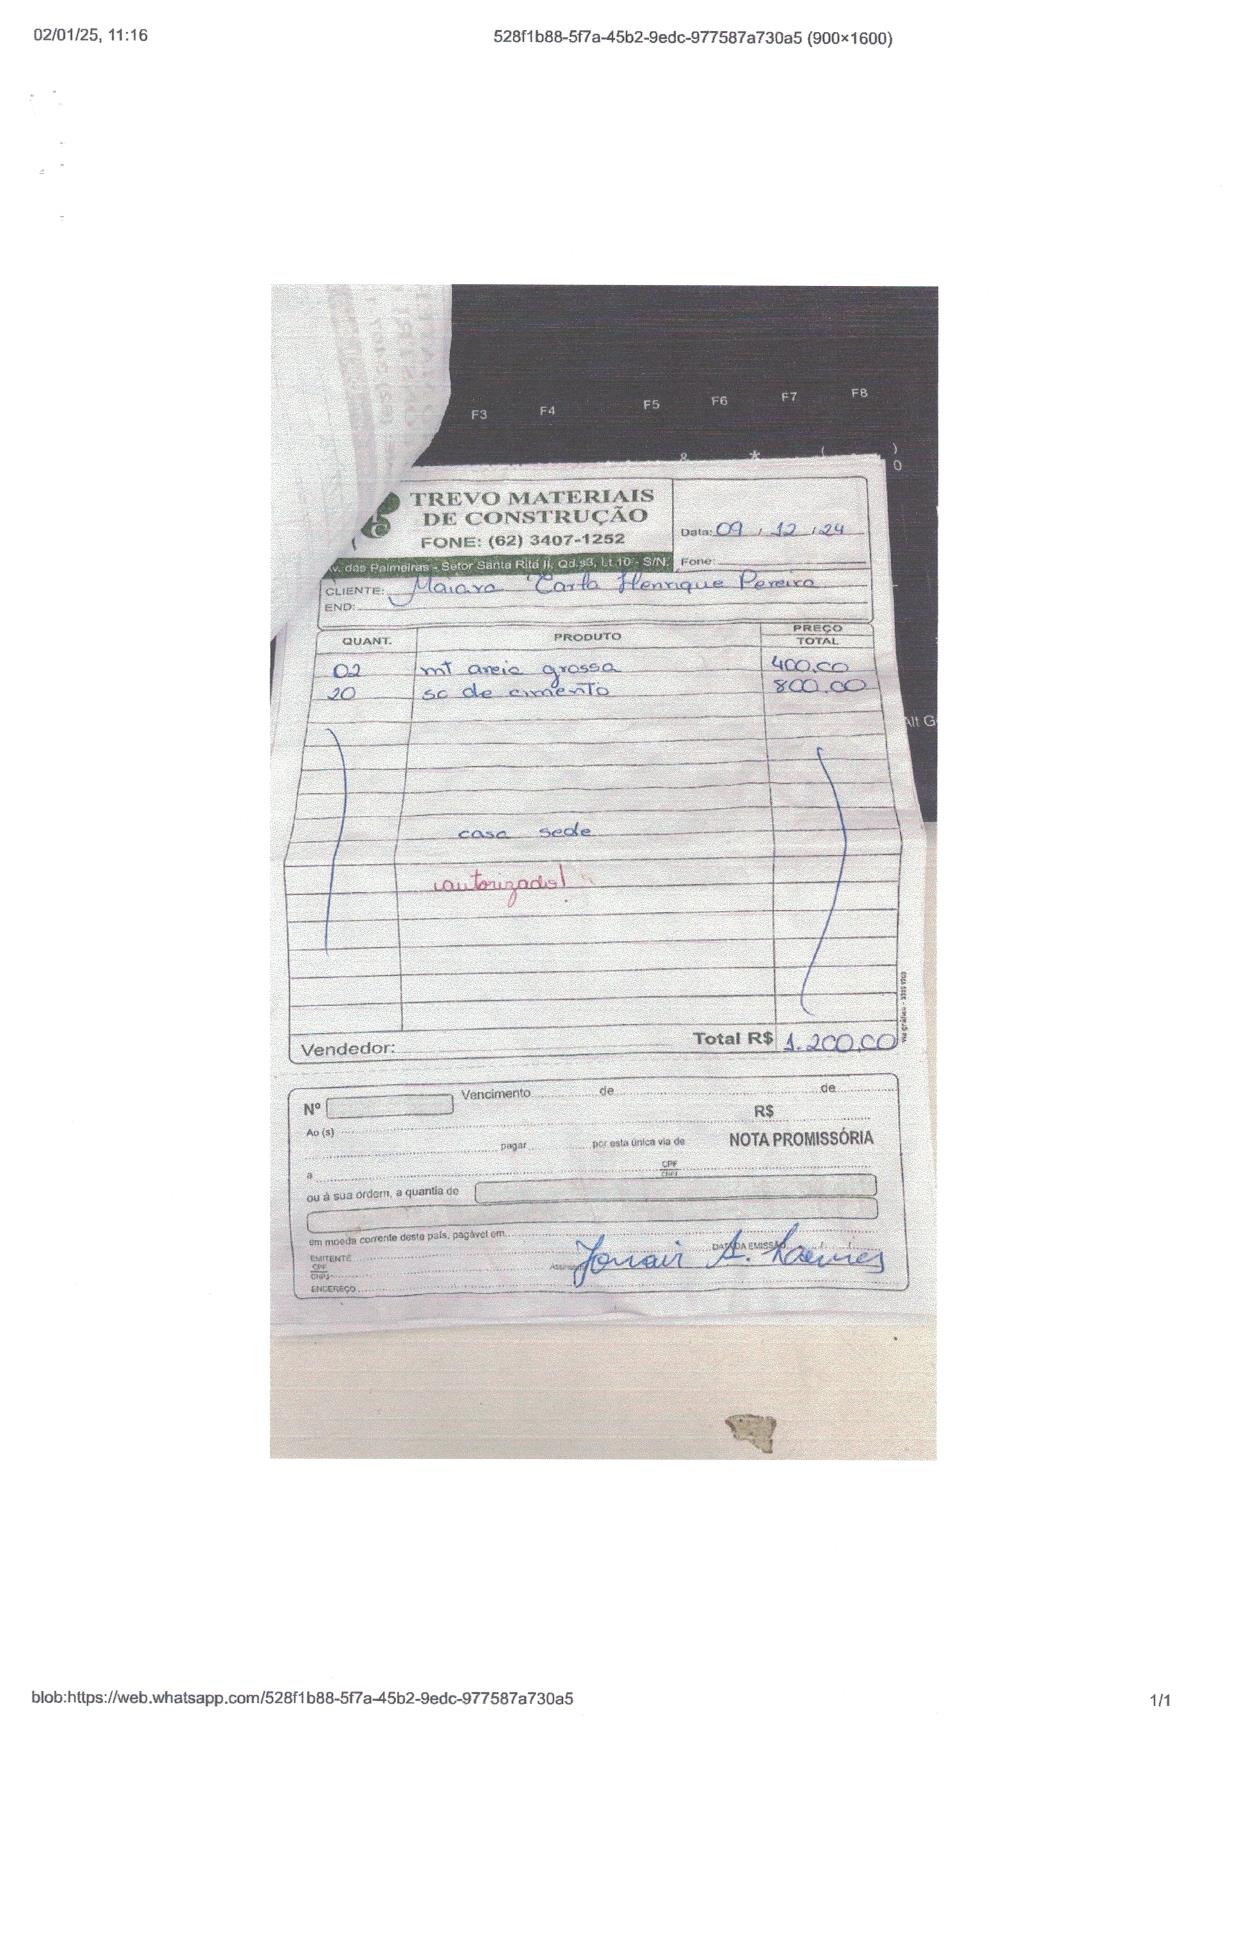 02/01/25, 11:16
528f1b88-5f7a-45b2-9edc-977587a730a5 (900×1600)
F3 F4 F5 F6 F7 F8
& * ( )
0
TREVO MATERIAIS
DE CONSTRUÇÃO
FONE: (62) 3407-1252
v. das Palmeiras - Setor Santa Rita II, Qd. Lt.10 - S/N.
Data: 09 / 12 / 24
Fone:
CLIENTE: Maiara Carla Henrique Pereira
END:
QUANT. PRODUTO PREÇO TOTAL
02 mt areia grossa 400,00
20 sc de cimento 800,00
Alt G
casa sede
autorizado!
Vendedor: Total R$ 1.200,00
Nº Vencimento de de
R$
Ao (s)
pagar por esta única via de NOTA PROMISSÓRIA
a CPF
CNPJ
ou à sua ordem, a quantia de
em moeda corrente deste país, pagável em
EMITENTE DATA DA EMISSÃO / /
CPF
CNPJ
Jonair A.
ENDEREÇO
blob:https://web.whatsapp.com/528f1b88-5f7a-45b2-9edc-977587a730a5
1/1